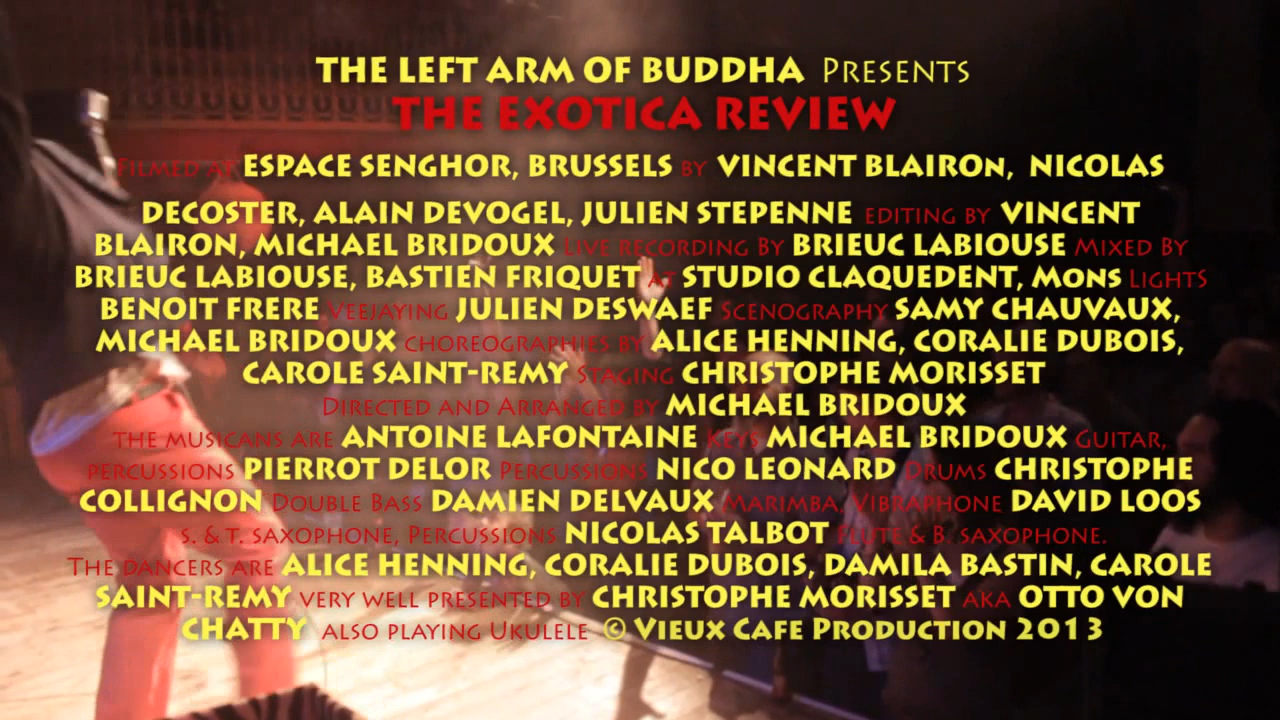 THE LEFT ARM OF BUDDHA PRESENTS
THE EXOTICA REVIEW
FILMED AT ESPACE SENGHOR, BRUSSELS BY VINCENT BLAIRON, NICOLAS
DECOSTER, ALAIN DEVOGEL, JULIEN STEPENNE EDITING BY VINCENT
BLAIRON, MICHAEL BRIDOUX LIVE RECORDING BY BRIEUC LABIOUSE MIXED BY
BRIEUC LABIOUSE, BASTIEN FRIQUET AT STUDIO CLAQUEDENT, MONS LIGHTS
BENOIT FRERE VEEJAYING JULIEN DESWAEF SCENOGRAPHY SAMY CHAUVAUX,
MICHAEL BRIDOUX CHOREOGRAPHIES BY ALICE HENNING, CORALIE DUBOIS,
CAROLE SAINT-REMY STAGING CHRISTOPHE MORISSET
DIRECTED AND ARRANGED BY MICHAEL BRIDOUX
THE MUSICANS ARE ANTOINE LAFONTAINE KEYS MICHAEL BRIDOUX GUITAR,
PERCUSSIONS PIERROT DELOR PERCUSSIONS NICO LEONARD DRUMS CHRISTOPHE
COLLIGNON DOUBLE BASS DAMIEN DELVAUX MARIMBA, VIBRAPHONE DAVID LOOS
S. & T. SAXOPHONE, PERCUSSIONS NICOLAS TALBOT FLUTE & B. SAXOPHONE.
THE DANCERS ARE ALICE HENNING, CORALIE DUBOIS, DAMILA BASTIN, CAROLE
SAINT-REMY VERY WELL PRESENTED BY CHRISTOPHE MORISSET AKA OTTO VON
CHATTY ALSO PLAYING UKULELE © VIEUX CAFE PRODUCTION 2013